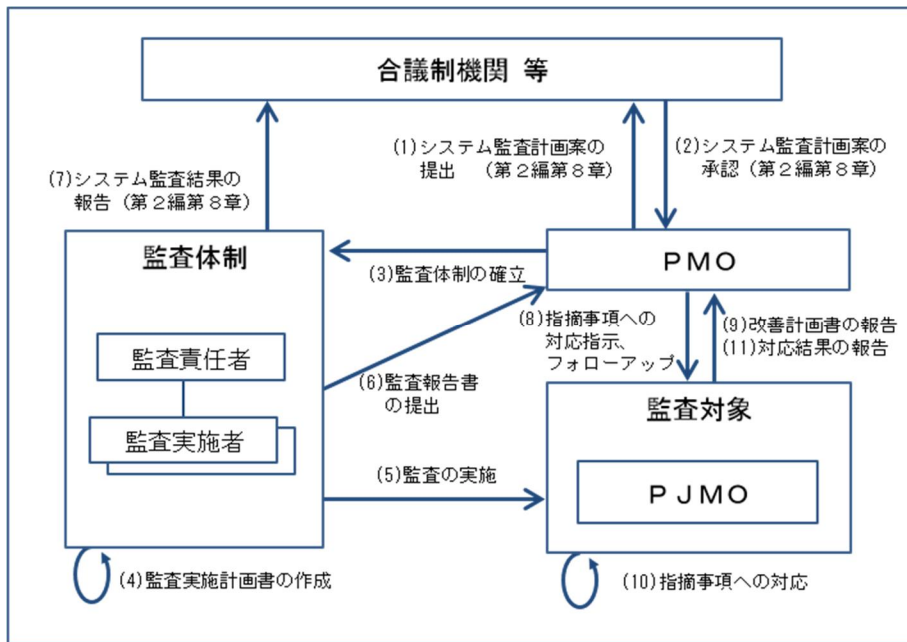 合議制機関 等
(1)システム監査計画案の
提出 (第２編第８章)
(2)システム監査計画案の
承認 (第２編第８章)
(7)システム監査結果の
報告 (第２編第８章)
監査体制
ＰＭＯ
(3)監査体制の確立
(8)指摘事項への
対応指示、
フォローアップ
(9)改善計画書の報告
(11)対応結果の報告
監査責任者
監査実施者
(6)監査報告書
の提出
監査対象
(5)監査の実施
ＰＪＭＯ
(4)監査実施計画書の作成
(10)指摘事項への対応